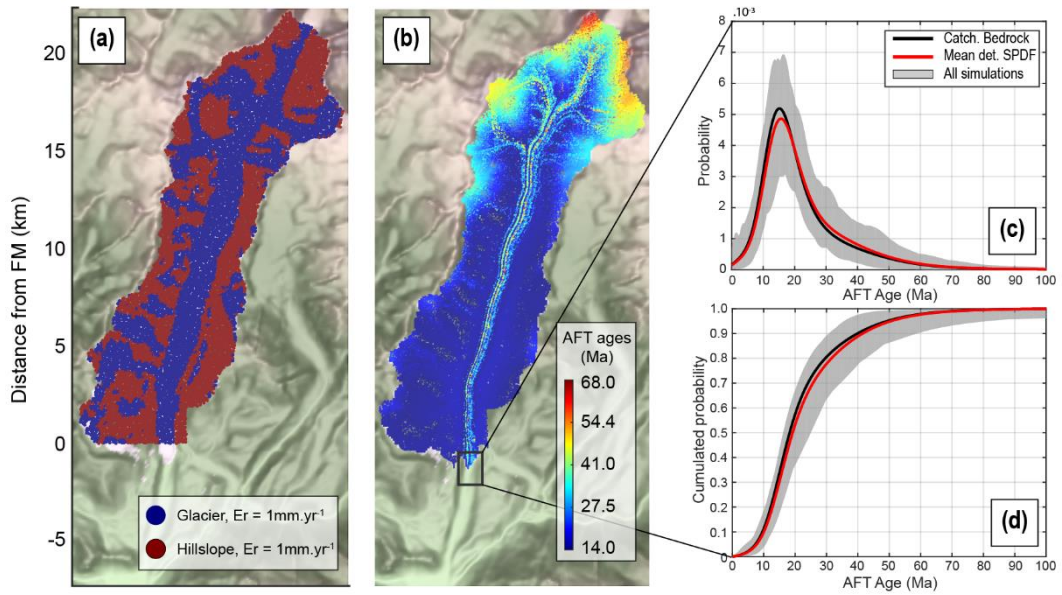 (a)
(b)
(c)
(d)
Distance from FM (km)
20
15
10
5
0
-5
Glacier, Er = 1mm.yr⁻¹
Hillslope, Er = 1mm.yr⁻¹
AFT ages
(Ma)
68.0
54.4
41.0
27.5
14.0
8 ×10⁻³
7
6
5
4
3
2
1
0
Probability
Catch. Bedrock
Mean det. SPDF
All simulations
0 10 20 30 40 50 60 70 80 90 100
AFT Age (Ma)
1.0
0.9
0.8
0.7
0.6
0.5
0.4
0.3
0.2
0.1
0
Cumulated probability
0 10 20 30 40 50 60 70 80 90 100
AFT Age (Ma)